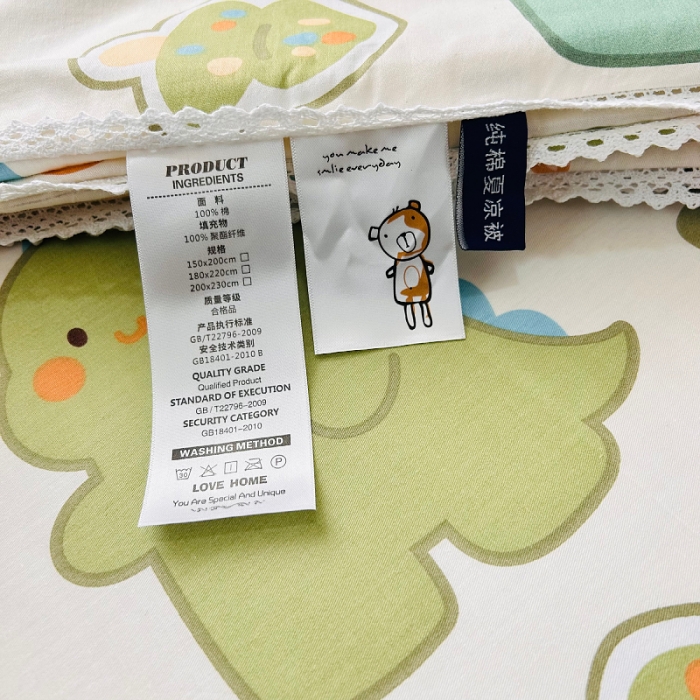 PRODUCT
INGREDIENTS
面 料
100% 棉
填充物
100% 聚酯纤维
规格
150x200cm
180x220cm
200x230cm
质量等级
合格品
产品执行标准
GB/T22796-2009
安全技术类别
GB18401-2010 B
QUALITY GRADE
Qualified Product
STANDARD OF EXECUTION
GB/T22796-2009
SECURITY CATEGORY
GB18401-2010
WASHING METHOD
30
P
LOVE HOME
You Are Special And Unique
you make me
smile everyday
纯棉夏凉被